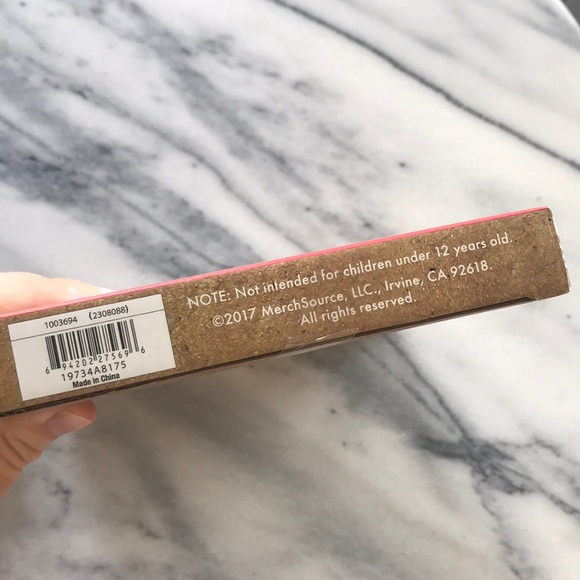 1003694 (2308088)
6 94202 27569 6
19734A8175
Made in China
NOTE: Not intended for children under 12 years old.
©2017 MerchSource, LLC., Irvine, CA 92618.
All rights reserved.